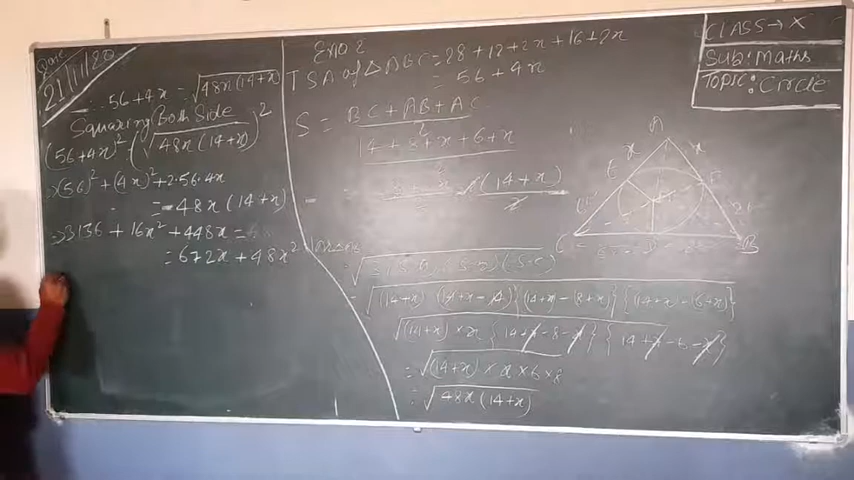 Date
21/11/20
∴ 56+4x = √48x(14+x)
Squaring Both Side
(56+4x)² = (√48x(14+x))²
⇒ (56)² + (4x)² + 2·56·4x
= 48x(14+x)
⇒ 3136 + 16x² + 448x =
= 672x + 48x²
Ex10.2
TSA of △ABC = 28+12+2x+16+2x
= 56+4x
S = BC+AB+AC
2
14+8+x+6+x
2(14+x)
2
√(14+x) (14+x-14){(14+x)-(8+x)}{(14+x)-(6+x)}
√(14+x)×x{14+x-8-x}{14+x-6-x}
= √(14+x)×x×6×8
= √48x(14+x)
CLASS→X
Sub: Maths
Topic: Circle
A
x
x
F
C
B